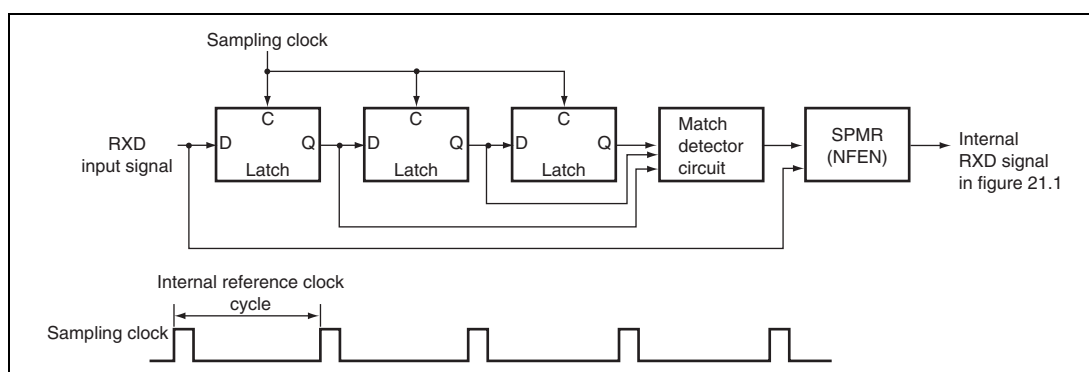 Sampling clock
RXD
input signal
C
D
Q
Latch
C
D
Q
Latch
C
D
Q
Latch
Match
detector
circuit
SPMR
(NFEN)
Internal
RXD signal
in figure 21.1
Internal reference clock
cycle
Sampling clock